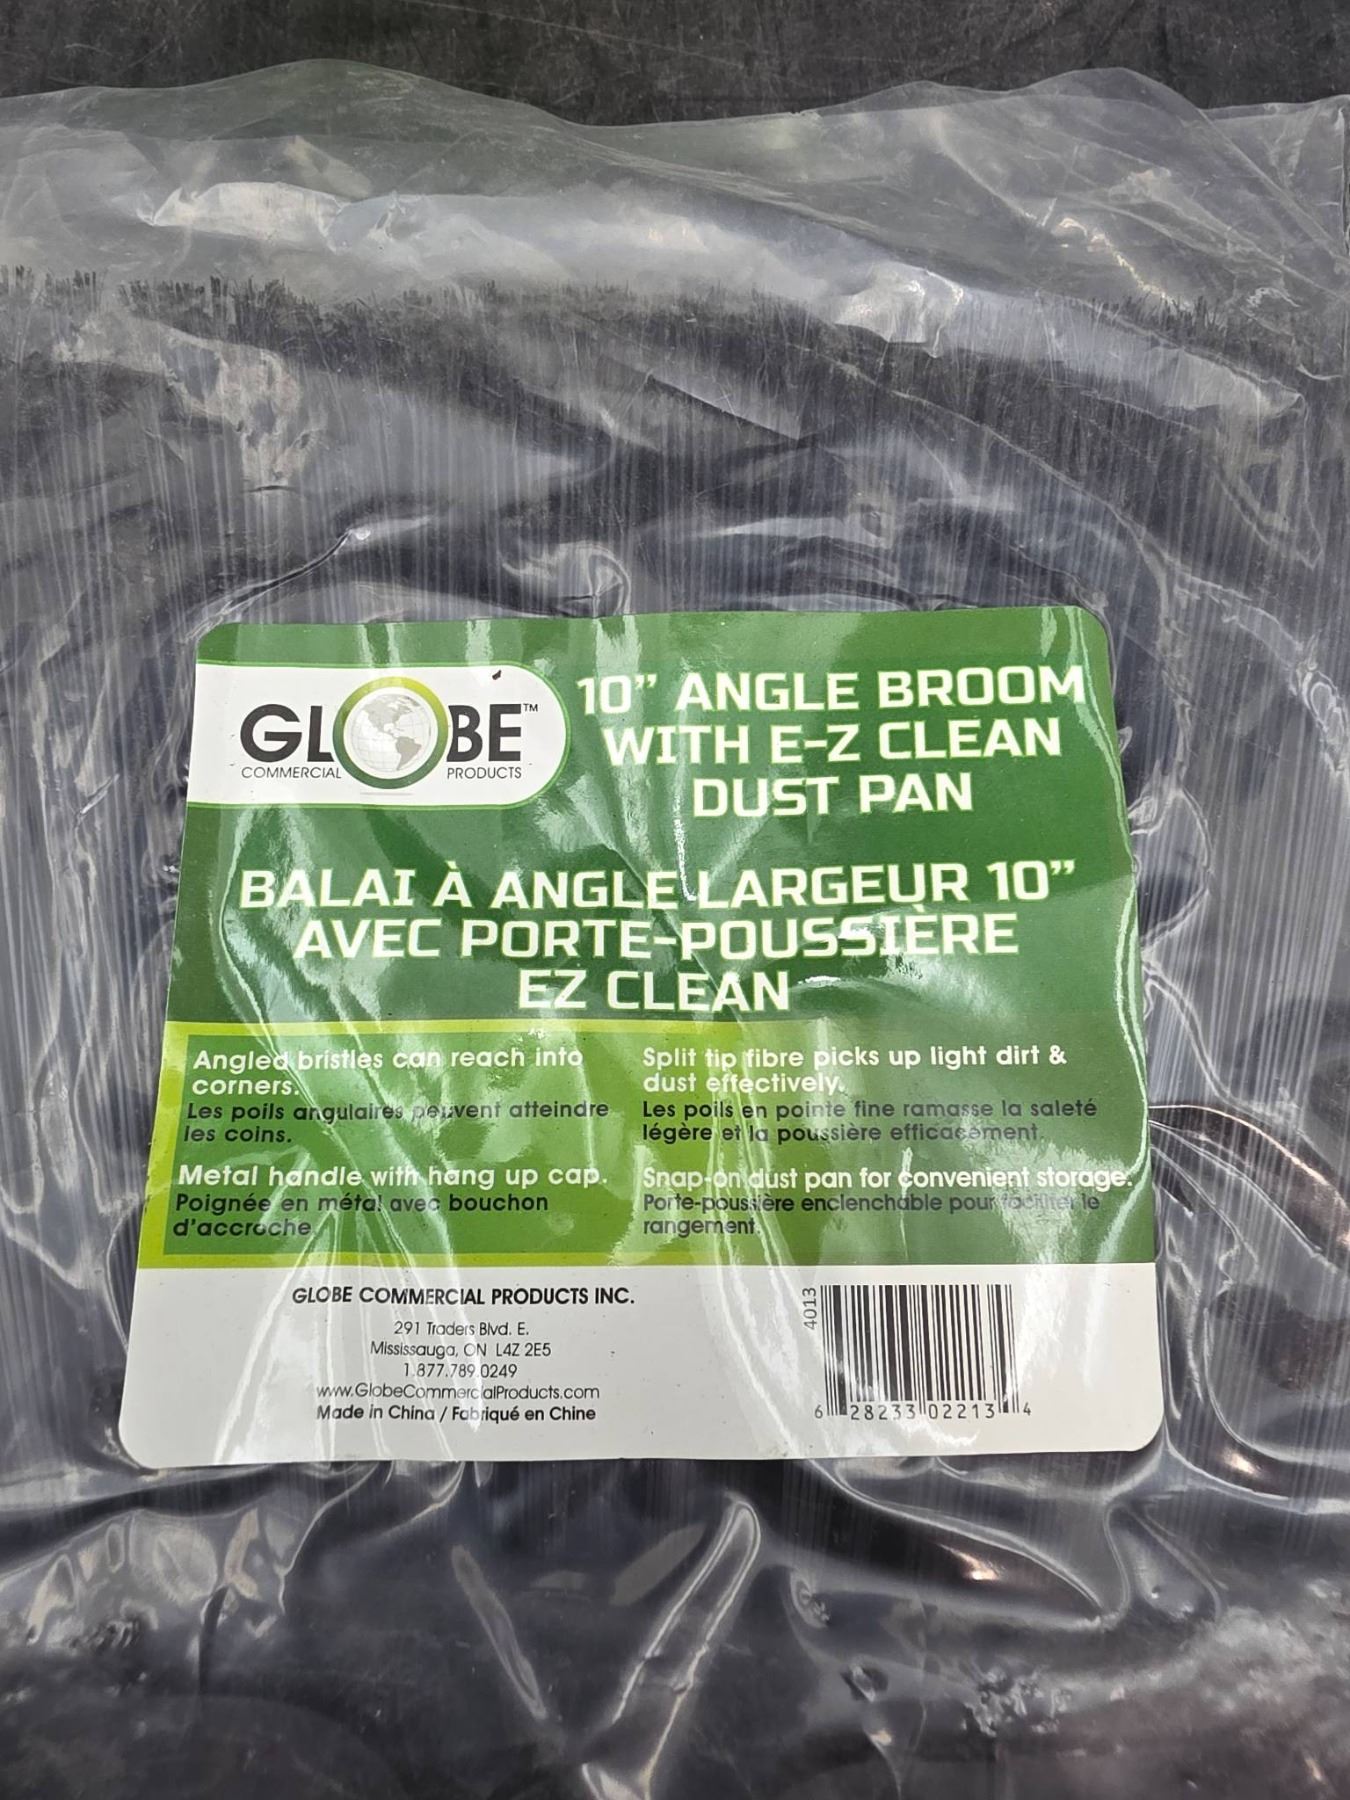 GLOBE™
COMMERCIAL PRODUCTS
10” ANGLE BROOM
WITH E-Z CLEAN
DUST PAN
BALAI À ANGLE LARGEUR 10”
AVEC PORTE-POUSSIÈRE
EZ CLEAN
Angled bristles can reach into
corners.
Les poils angulaires peuvent atteindre
les coins.
Metal handle with hang up cap.
Poignée en métal avec bouchon
d’accroche
Split tip fibre picks up light dirt &
dust effectively.
Les poils en pointe fine ramasse la saleté
légère et la poussière efficacement.
Snap-on dust pan for convenient storage.
Porte-poussière enclenchable pour faciliter le
rangement.
GLOBE COMMERCIAL PRODUCTS INC.
291 Traders Blvd. E.
Mississauga, ON L4Z 2E5
1.877.789.0249
www.GlobeCommercialProducts.com
Made in China / Fabriqué en Chine
4013
6 28233 02213 4